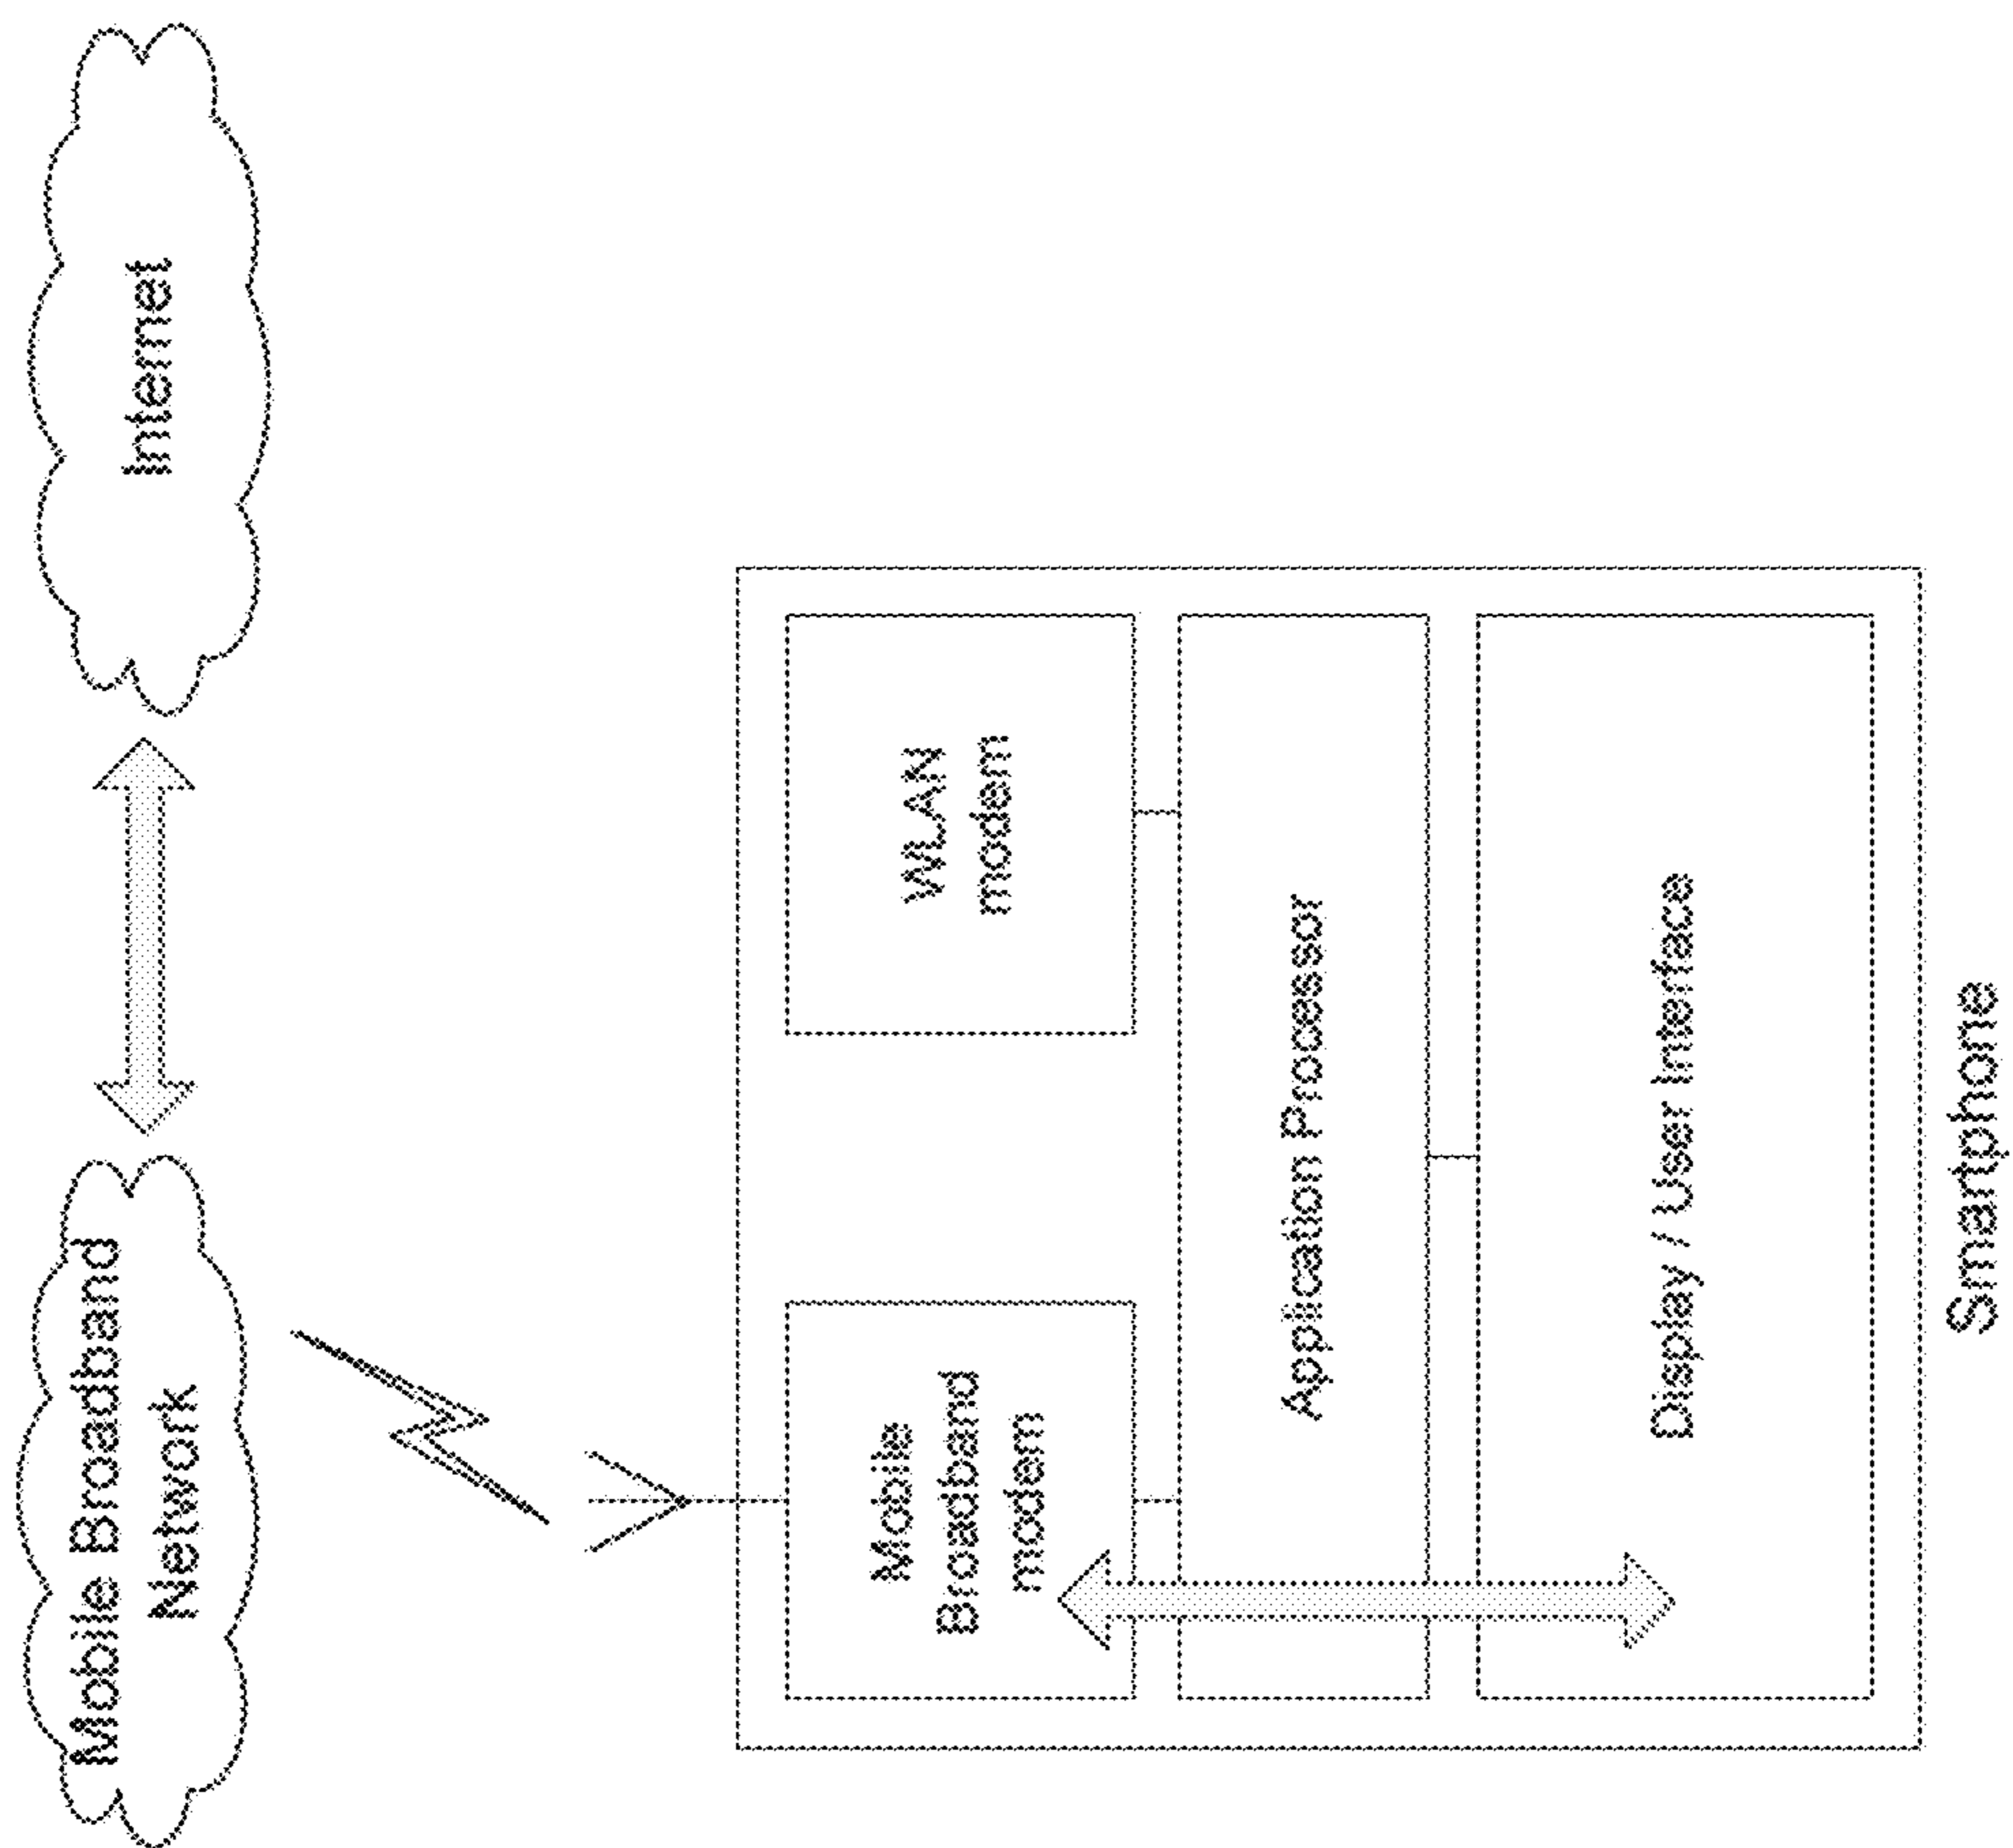 Mobile Broadband
Network
Internet
Mobile
Broadband
modem
WLAN
modem
Application Processor
Display / User Interface
Smartphone